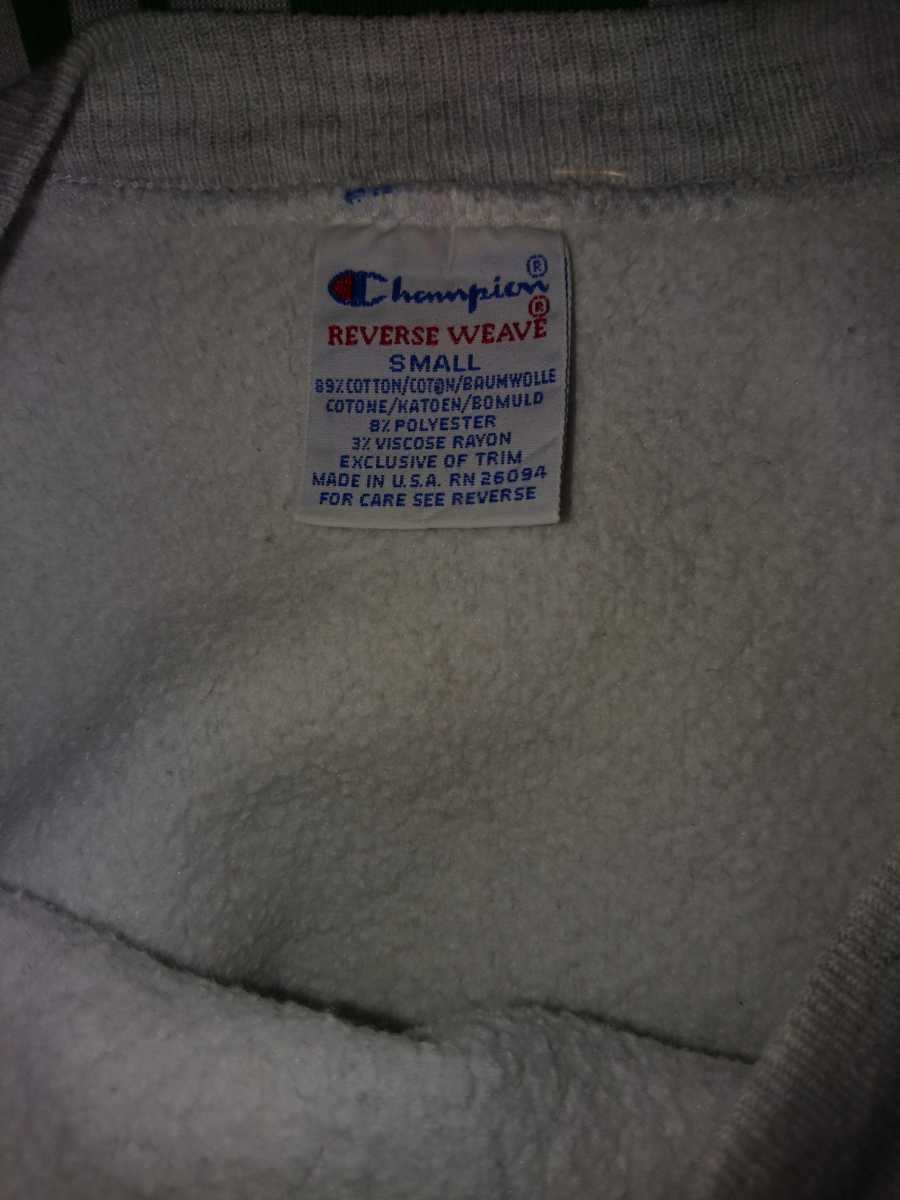 Champion®
REVERSE WEAVE®
SMALL
89% COTTON/COTON/BAUMWOLLE
COTONE/KATOEN/BOMULD
8% POLYESTER
3% VISCOSE RAYON
EXCLUSIVE OF TRIM
MADE IN U.S.A. RN 26094
FOR CARE SEE REVERSE